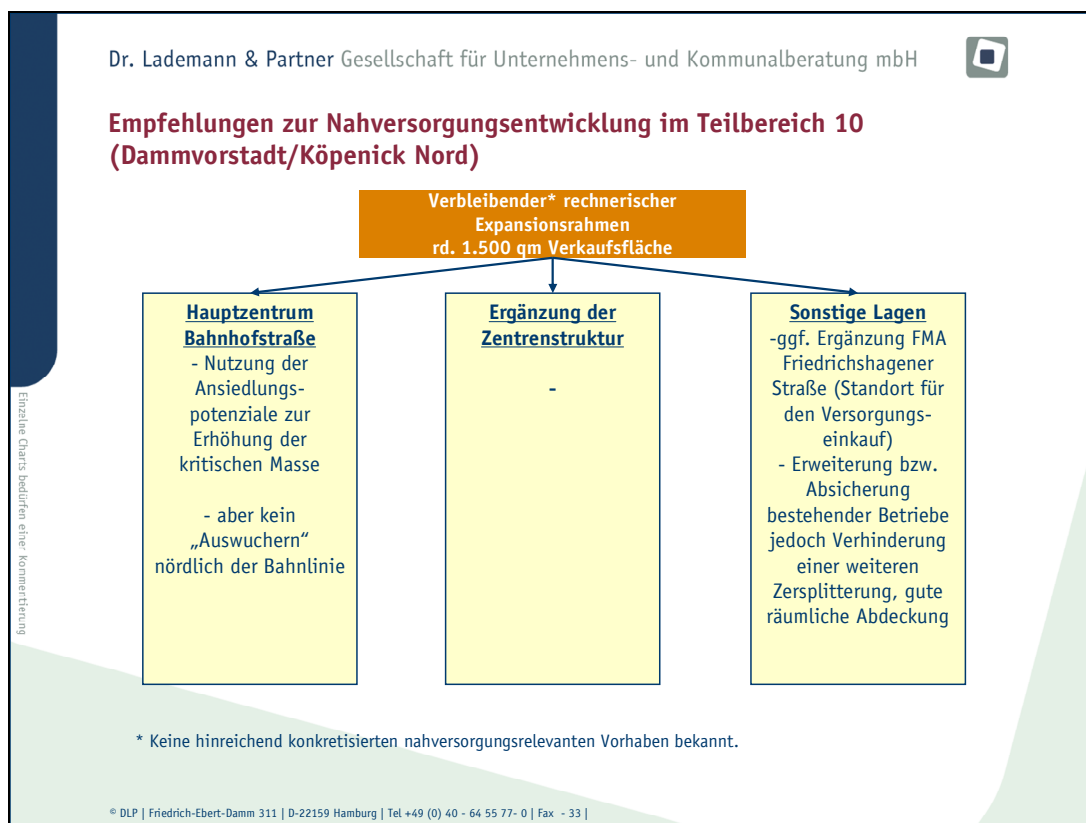 Dr. Lademann & Partner Gesellschaft für Unternehmens- und Kommunalberatung mbH
Empfehlungen zur Nahversorgungsentwicklung im Teilbereich 10
(Dammvorstadt/Köpenick Nord)
Verbleibender* rechnerischer
Expansionsrahmen
rd. 1.500 qm Verkaufsfläche
Hauptzentrum
Bahnhofstraße
- Nutzung der
Ansiedlungs-
potenziale zur
Erhöhung der
kritischen Masse
- aber kein
„Auswuchern“
nördlich der Bahnlinie
Ergänzung der
Zentrenstruktur
-
Sonstige Lagen
-ggf. Ergänzung FMA
Friedrichshagener
Straße (Standort für
den Versorgungs-
einkauf)
- Erweiterung bzw.
Absicherung
bestehender Betriebe
jedoch Verhinderung
einer weiteren
Zersplitterung, gute
räumliche Abdeckung
Einzelne Charts bedürfen einer Kommentierung
* Keine hinreichend konkretisierten nahversorgungsrelevanten Vorhaben bekannt.
© DLP | Friedrich-Ebert-Damm 311 | D-22159 Hamburg | Tel +49 (0) 40 - 64 55 77- 0 | Fax - 33 |